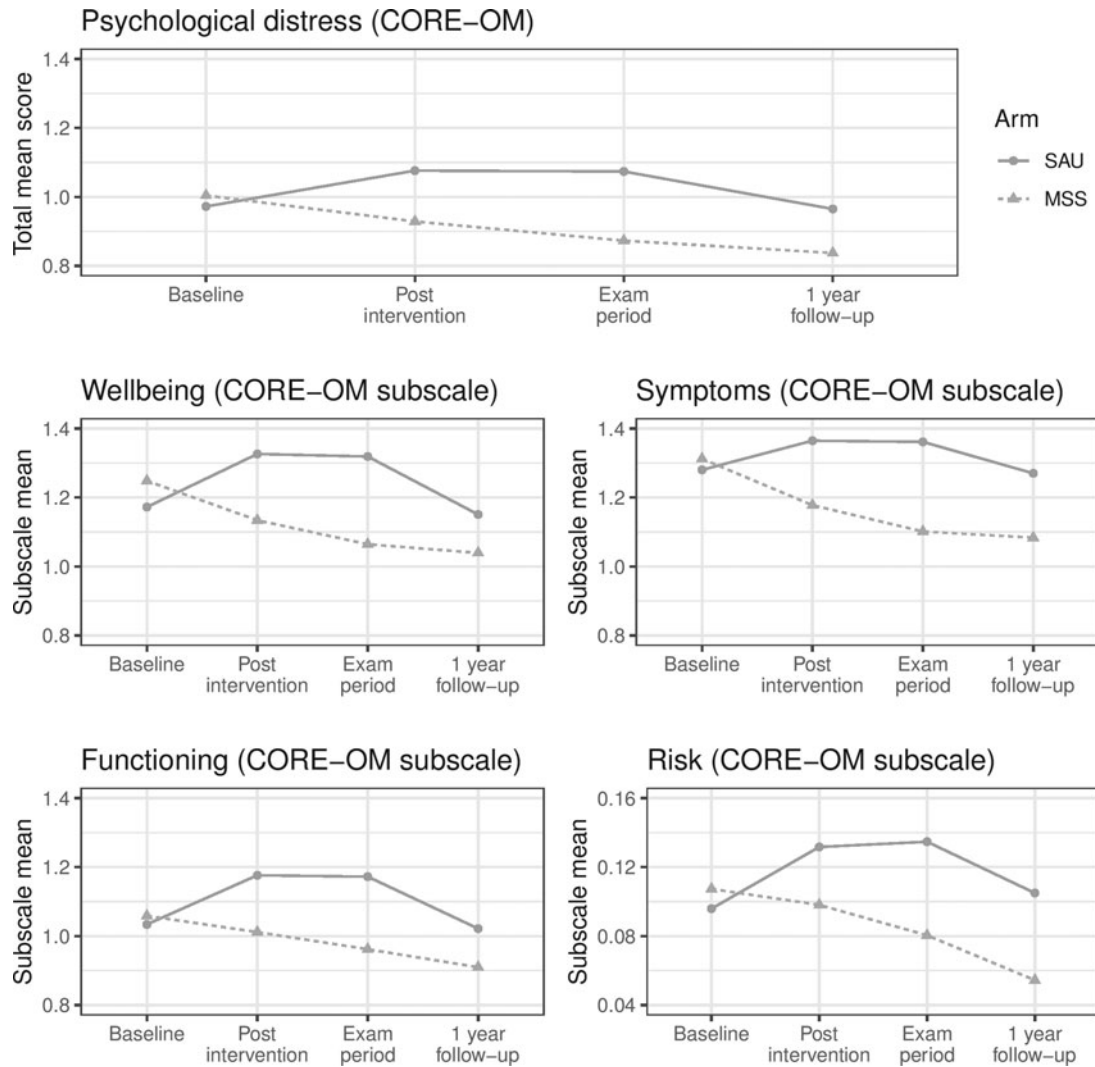 Psychological distress (CORE−OM)
Total mean score
1.4
1.2
1.0
0.8
Baseline
Post
intervention
Exam
period
1 year
follow−up
Arm
SAU
MSS
Wellbeing (CORE−OM subscale)
Subscale mean
1.4
1.2
1.0
0.8
Baseline
Post
intervention
Exam
period
1 year
follow−up
Symptoms (CORE−OM subscale)
Subscale mean
1.4
1.2
1.0
0.8
Baseline
Post
intervention
Exam
period
1 year
follow−up
Functioning (CORE−OM subscale)
Subscale mean
1.4
1.2
1.0
0.8
Baseline
Post
intervention
Exam
period
1 year
follow−up
Risk (CORE−OM subscale)
Subscale mean
0.16
0.12
0.08
0.04
Baseline
Post
intervention
Exam
period
1 year
follow−up